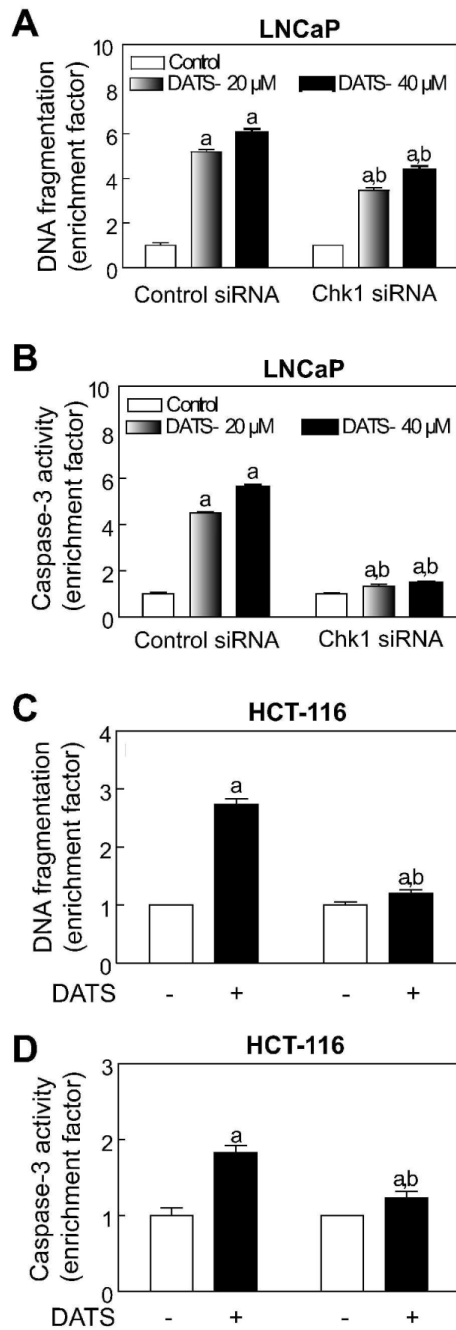 A
LNCaP
DNA fragmentation
(enrichment factor)
10
8
6
4
2
0
Control
DATS- 20 µM
DATS- 40 µM
a
a
a,b
a,b
Control siRNA
Chk1 siRNA
B
LNCaP
Caspase-3 activity
(enrichment factor)
10
8
6
4
2
0
Control
DATS- 20 µM
DATS- 40 µM
a
a
a,b
a,b
Control siRNA
Chk1 siRNA
C
HCT-116
DNA fragmentation
(enrichment factor)
4
3
2
1
0
a
a,b
DATS - + - +
D
HCT-116
Caspase-3 activity
(enrichment factor)
3
2
1
0
a
a,b
DATS - + - +